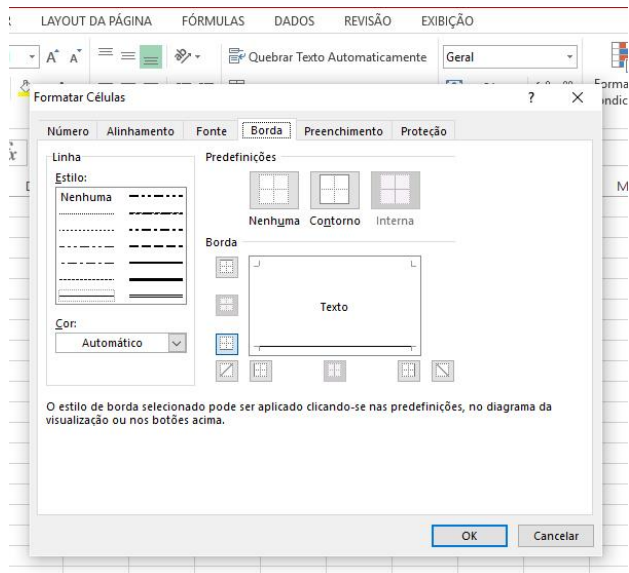 LAYOUT DA PÁGINA FÓRMULAS DADOS REVISÃO EXIBIÇÃO
A A Quebrar Texto Automaticamente Geral
Formatar Células ? X
Número Alinhamento Fonte Borda Preenchimento Proteção
Linha Predefinições
Estilo:
Nenhuma
Nenhuma Contorno Interna
Borda
Texto
Cor:
Automático
O estilo de borda selecionado pode ser aplicado clicando-se nas predefinições, no diagrama da
visualização ou nos botões acima.
OK Cancelar